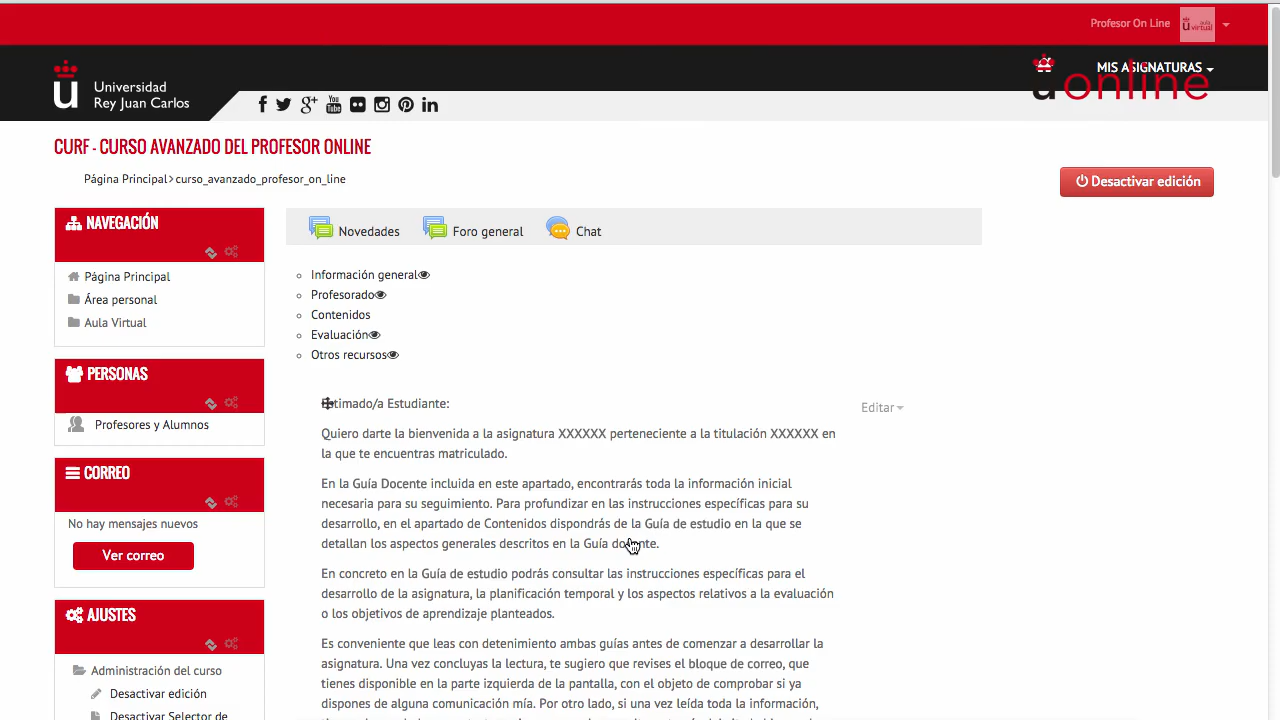 Profesor On Line
aula
virtual
Universidad
Rey Juan Carlos
MIS ASIGNATURAS
u online
CURF - CURSO AVANZADO DEL PROFESOR ONLINE
Página Principal› curso_avanzado_profesor_on_line
Desactivar edición
NAVEGACIÓN
Página Principal
Área personal
Aula Virtual
PERSONAS
Profesores y Alumnos
CORREO
No hay mensajes nuevos
Ver correo
AJUSTES
Administración del curso
Desactivar edición
Desactivar Selector de
Novedades Foro general Chat
Información general
Profesorado
Contenidos
Evaluación
Otros recursos
Editar
timado/a Estudiante:
Quiero darte la bienvenida a la asignatura XXXXXX perteneciente a la titulación XXXXXX en
la que te encuentras matriculado.
En la Guía Docente incluida en este apartado, encontrarás toda la información inicial
necesaria para su seguimiento. Para profundizar en las instrucciones específicas para su
desarrollo, en el apartado de Contenidos dispondrás de la Guía de estudio en la que se
detallan los aspectos generales descritos en la Guía docente.
En concreto en la Guía de estudio podrás consultar las instrucciones específicas para el
desarrollo de la asignatura, la planificación temporal y los aspectos relativos a la evaluación
o los objetivos de aprendizaje planteados.
Es conveniente que leas con detenimiento ambas guías antes de comenzar a desarrollar la
asignatura. Una vez concluyas la lectura, te sugiero que revises el bloque de correo, que
tienes disponible en la parte izquierda de la pantalla, con el objeto de comprobar si ya
dispones de alguna comunicación mía. Por otro lado, si una vez leída toda la información,